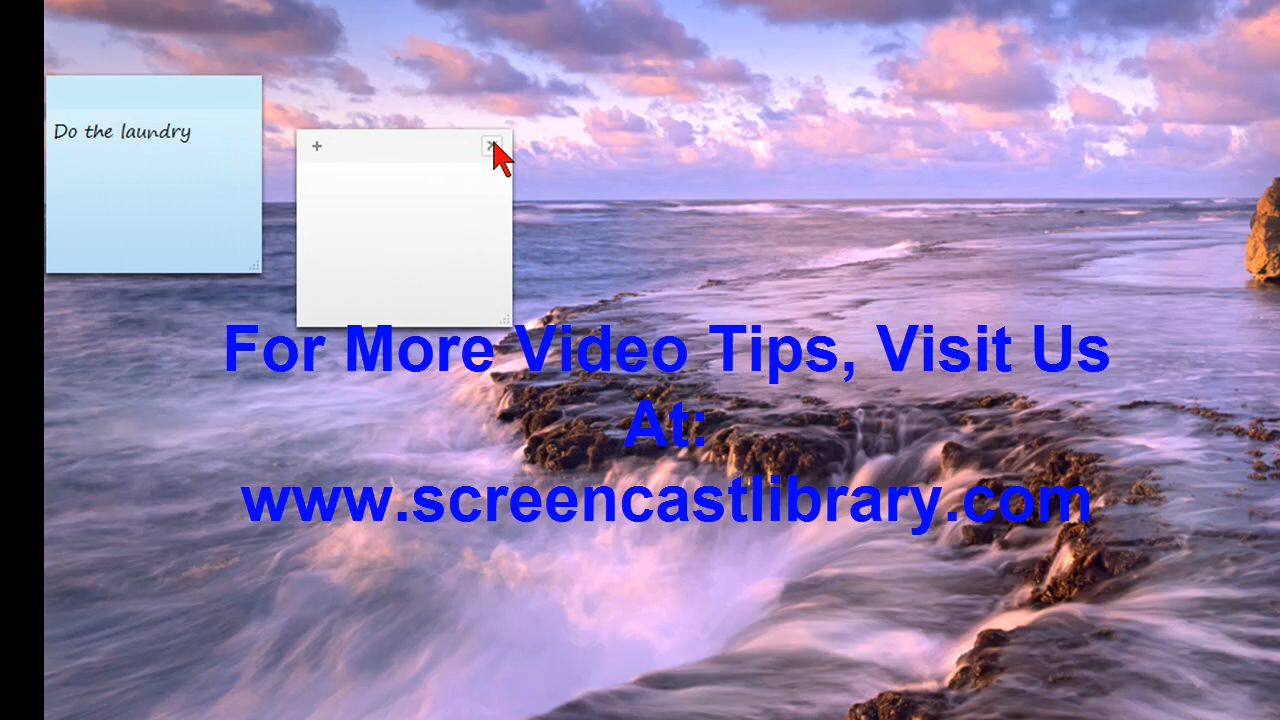 Do the laundry
For More Video Tips, Visit Us
At:
www.screencastlibrary.com